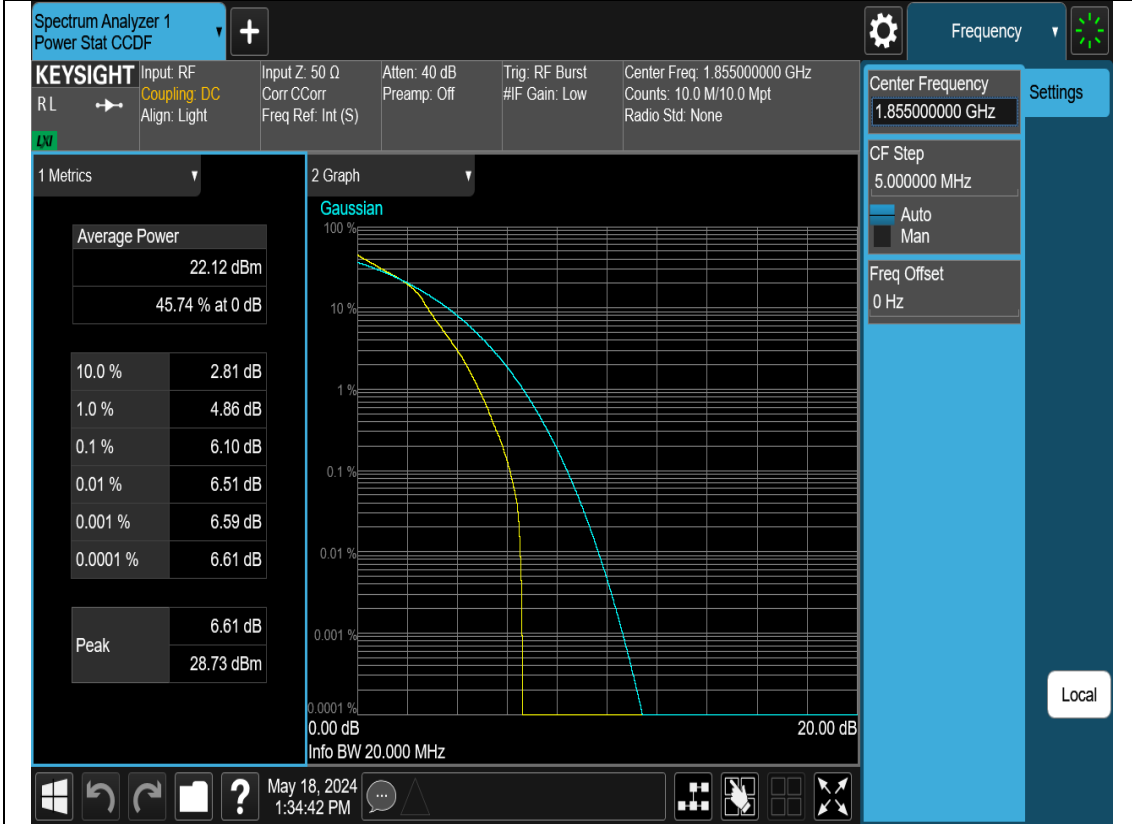 Spectrum Analyzer 1
Power Stat CCDF
+
Frequency
KEYSIGHT
RL
LXI
Input: RF
Coupling: DC
Align: Light
Input Z: 50 Ω
Corr CCorr
Freq Ref: Int (S)
Atten: 40 dB
Preamp: Off
Trig: RF Burst
#IF Gain: Low
Center Freq: 1.855000000 GHz
Counts: 10.0 M/10.0 Mpt
Radio Std: None
Center Frequency
1.855000000 GHz
Settings
CF Step
5.000000 MHz
Auto
Man
Freq Offset
0 Hz
1 Metrics
Average Power
22.12 dBm
45.74 % at 0 dB
10.0 % 2.81 dB
1.0 % 4.86 dB
0.1 % 6.10 dB
0.01 % 6.51 dB
0.001 % 6.59 dB
0.0001 % 6.61 dB
Peak
6.61 dB
28.73 dBm
2 Graph
Gaussian
100 %
10 %
1 %
0.1 %
0.01 %
0.001 %
0.0001 %
0.00 dB 20.00 dB
Info BW 20.000 MHz
Local
?
May 18, 2024
1:34:42 PM